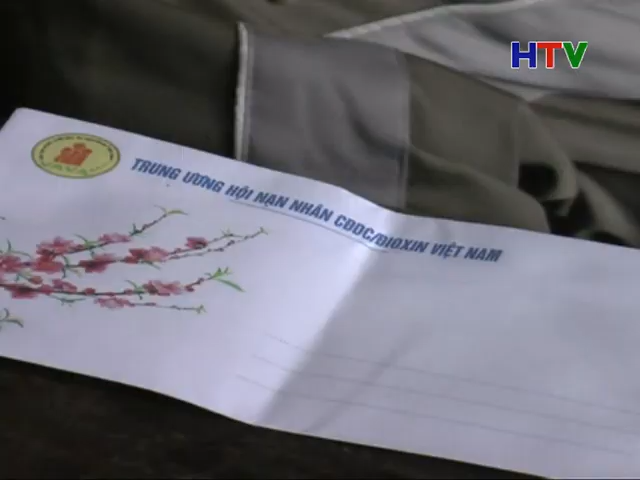 HTV
TRUNG ƯƠNG HỘI NẠN NHÂN CĐDC/DIOXIN VIỆT NAM